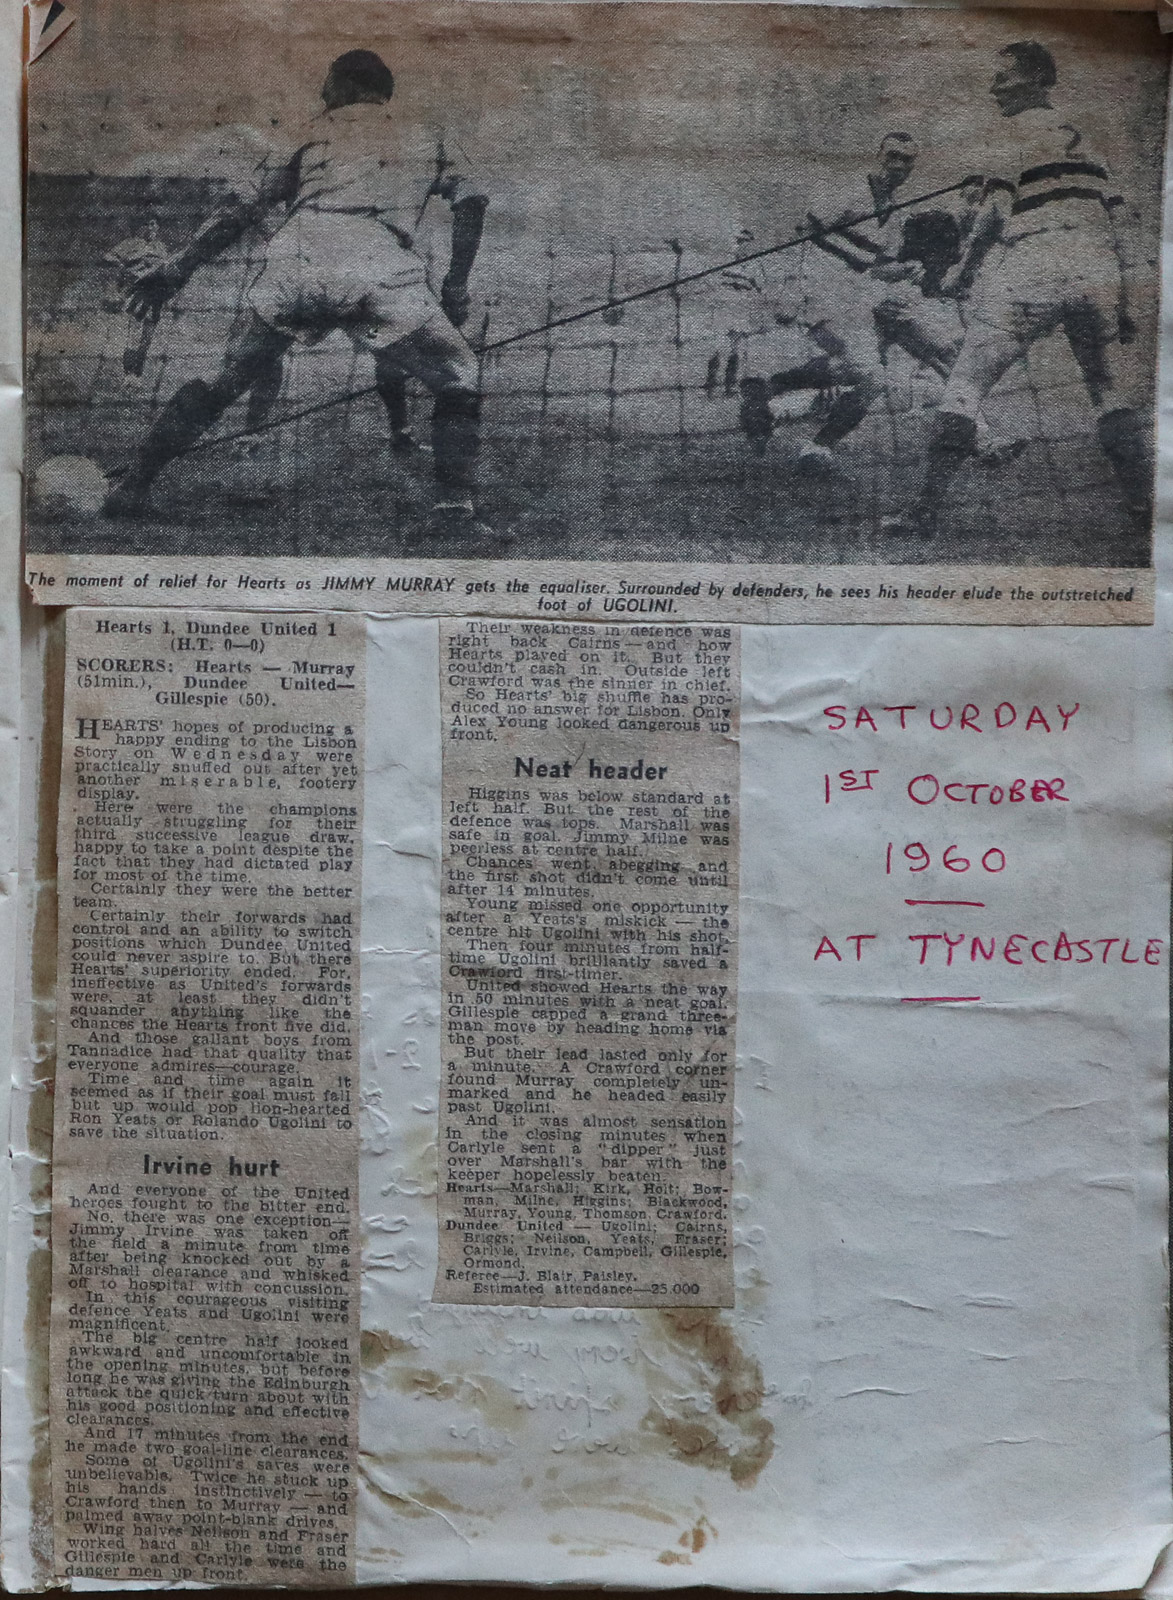 2
The moment of relief for Hearts as JIMMY MURRAY gets the equaliser. Surrounded by defenders, he sees his header elude the outstretched
foot of UGOLINI.
Hearts 1, Dundee United 1
(H.T. 0—0)
SCORERS: Hearts — Murray
(51min.), Dundee United—
Gillespie (50).
HEARTS' hopes of producing a
happy ending to the Lisbon
Story on Wednesday were
practically snuffed out after yet
another miserable, footery
display.
Here were the champions
actually struggling for their
third successive league draw,
happy to take a point despite the
fact that they had dictated play
for most of the time.
Certainly they were the better
team.
Certainly their forwards had
control and an ability to switch
positions which Dundee United
could never aspire to. But there
Hearts' superiority ended. For,
ineffective as United's forwards
were, at least they didn't
squander anything like the
chances the Hearts front five did.
And those gallant boys from
Tannadice had that quality that
everyone admires—courage.
Time and time again it
seemed as if their goal must fall
but up would pop lion-hearted
Ron Yeats or Rolando Ugolini to
save the situation.
Irvine hurt
And everyone of the United
heroes fought to the bitter end.
No, there was one exception—
Jimmy Irvine was taken off
the field a minute from time
after being knocked out by a
Marshall clearance and whisked
off to hospital with concussion.
In this courageous visiting
defence Yeats and Ugolini were
magnificent.
The big centre half looked
awkward and uncomfortable in
the opening minutes, but before
long he was giving the Edinburgh
attack the quick turn about with
his good positioning and effective
clearances.
And 17 minutes from the end
he made two goal-line clearances.
Some of Ugolini's saves were
unbelievable. Twice he stuck up
his hands instinctively — to
Crawford then to Murray — and
palmed away point-blank drives.
Wing halves Neilson and Fraser
worked hard all the time and
Gillespie and Carlyle were the
danger men up front.
Their weakness in defence was
right back Cairns—and how
Hearts played on it. But they
couldn't cash in. Outside left
Crawford was the sinner in chief.
So Hearts' big shuffle has pro-
duced no answer for Lisbon. Only
Alex Young looked dangerous up
front.
Neat header
Higgins was below standard at
left half. But the rest of the
defence was tops. Marshall was
safe in goal. Jimmy Milne was
peerless at centre half.
Chances went abegging and
the first shot didn't come until
after 14 minutes.
Young missed one opportunity
after a Yeats's miskick — the
centre hit Ugolini with his shot.
Then four minutes from half-
time Ugolini brilliantly saved a
Crawford first-timer.
United showed Hearts the way
in 50 minutes with a neat goal.
Gillespie capped a grand three-
man move by heading home via
the post.
But their lead lasted only for
a minute. A Crawford corner
found Murray completely un-
marked and he headed easily
past Ugolini.
And it was almost sensation
in the closing minutes when
Carlyle sent a "dipper" just
over Marshall's bar with the
keeper hopelessly beaten.
Hearts—Marshall; Kirk, Holt; Bow-
man, Milne, Higgins; Blackwood,
Murray, Young, Thomson, Crawford.
Dundee United — Ugolini; Cairns,
Briggs; Neilson, Yeats, Fraser;
Carlyle, Irvine, Campbell, Gillespie,
Ormond.
Referee—J. Blair, Paisley.
Estimated attendance—25,000
SATURDAY
1ST OCTOBER
1960
AT TYNECASTLE